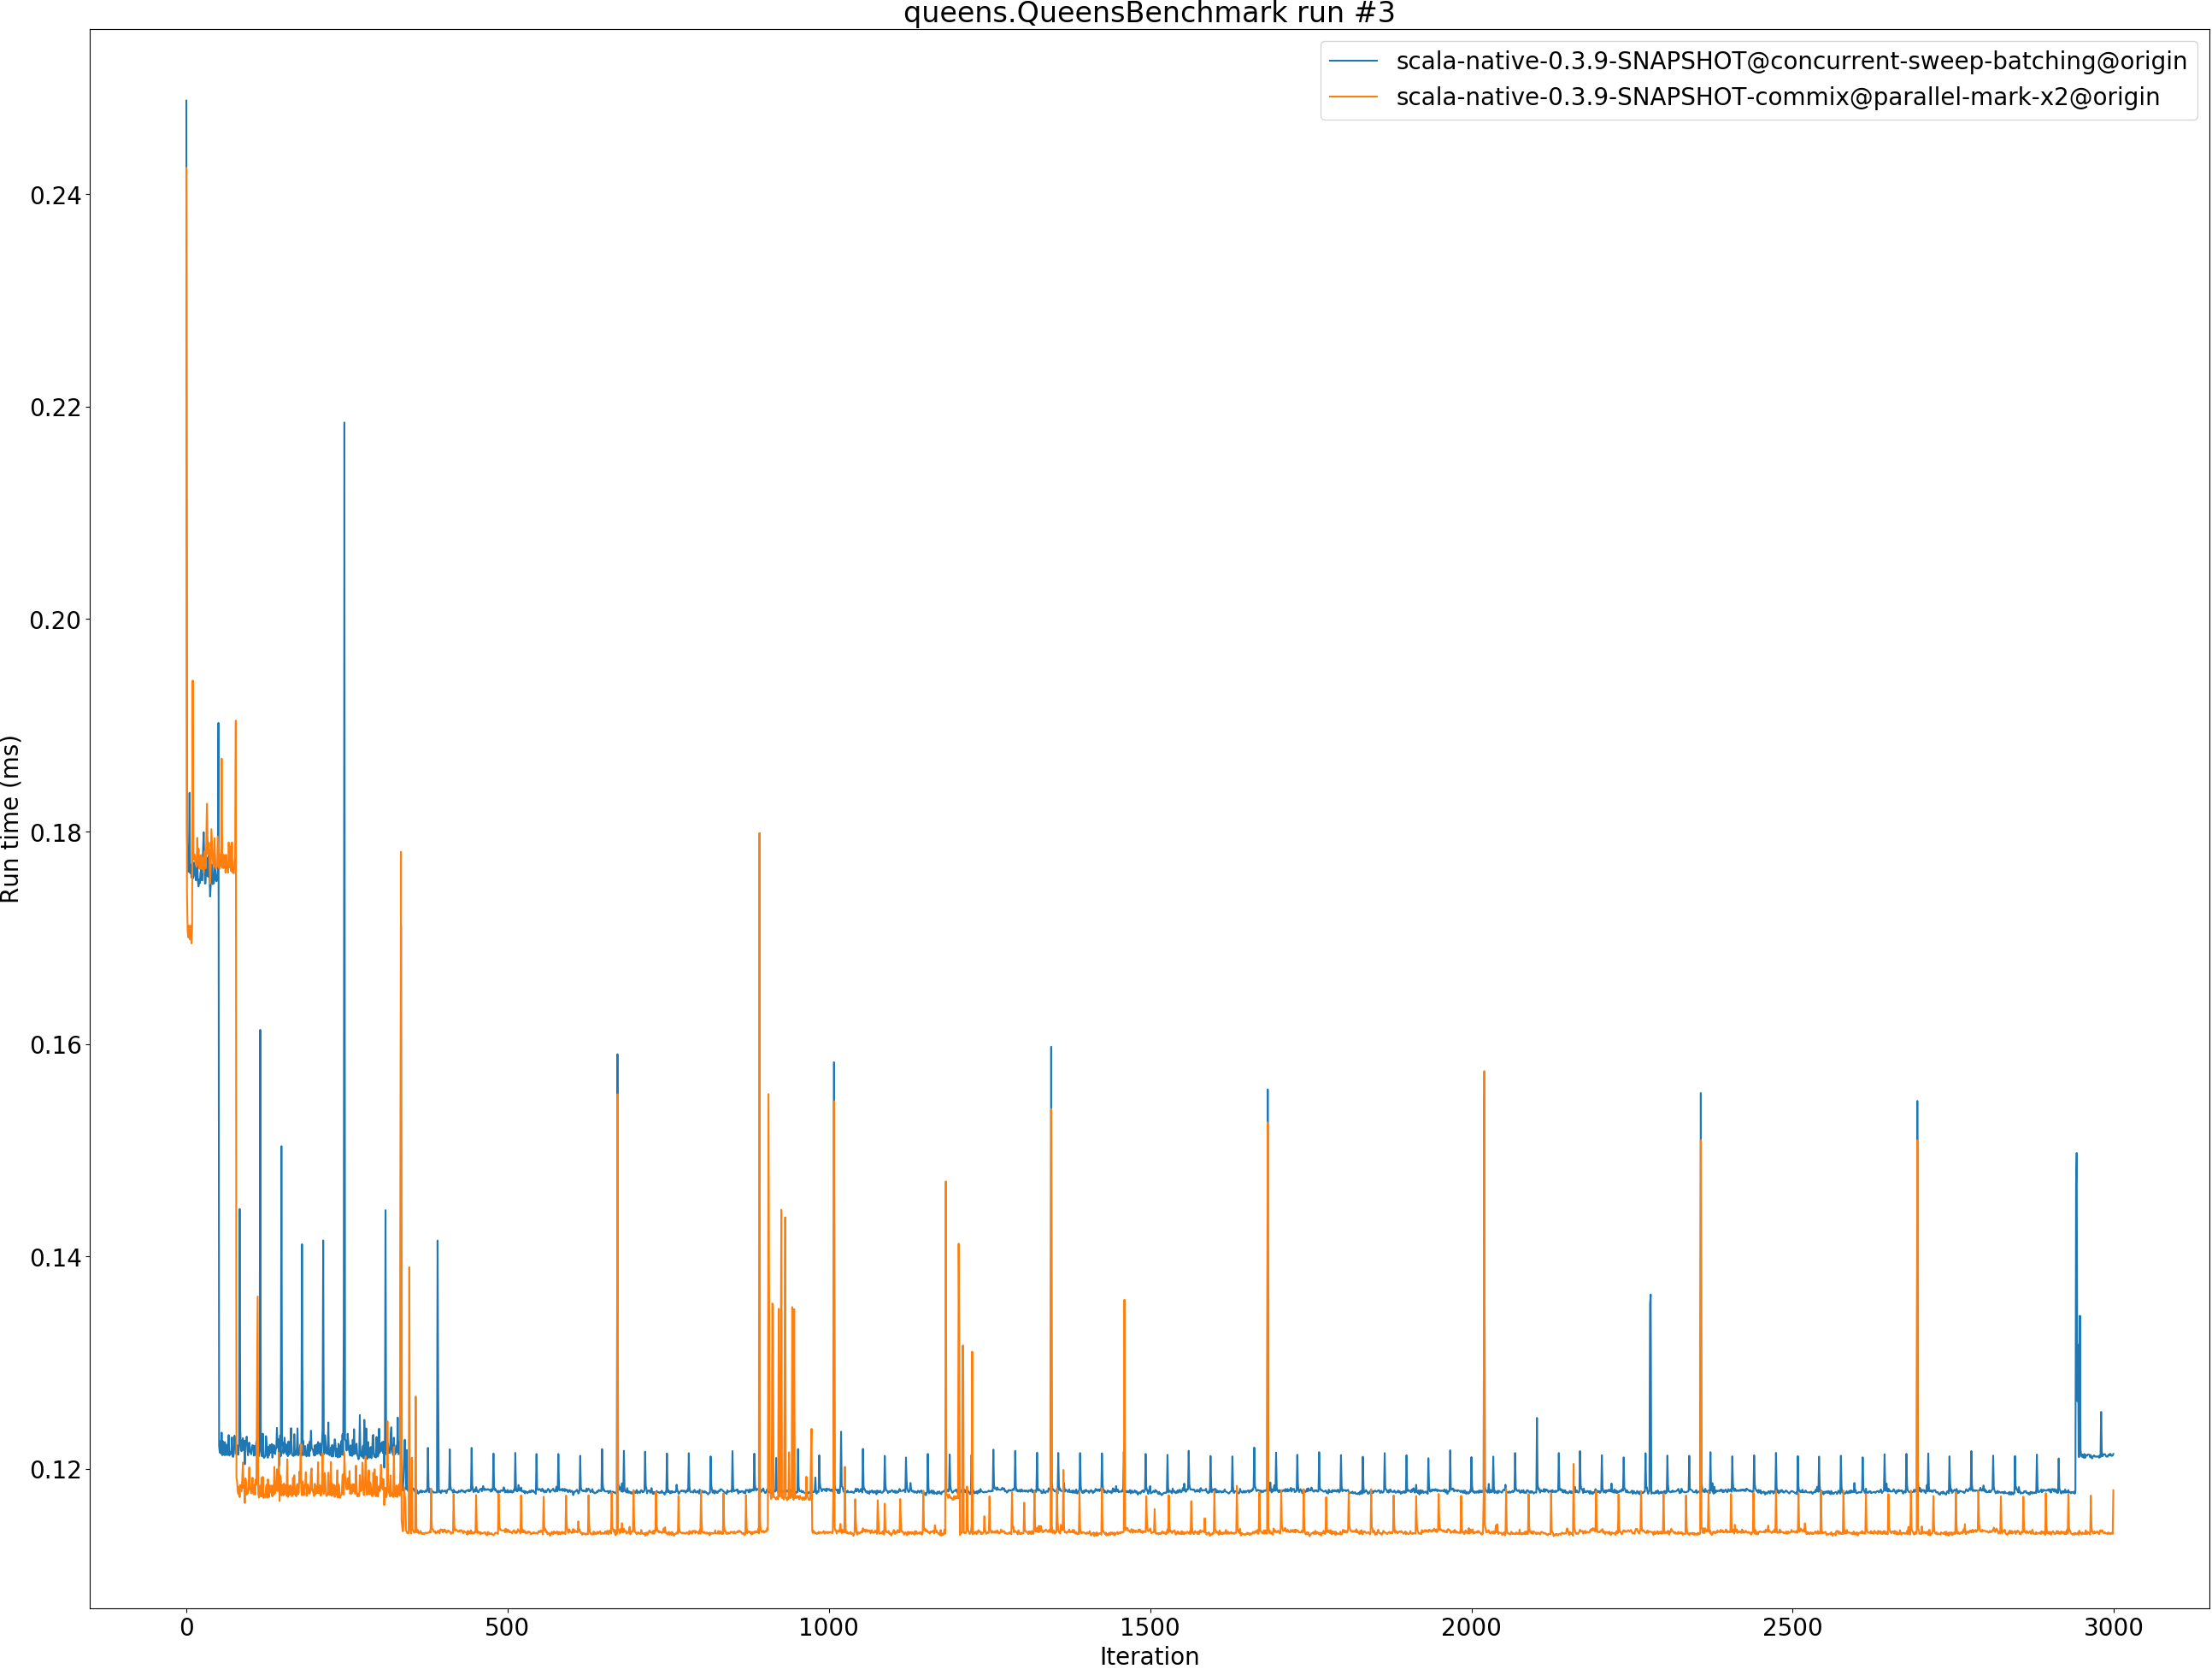 queens.QueensBenchmark run #3
scala-native-0.3.9-SNAPSHOT@concurrent-sweep-batching@origin
scala-native-0.3.9-SNAPSHOT-commix@parallel-mark-x2@origin
Run time (ms)
0.24
0.22
0.20
0.18
0.16
0.14
0.12
0 500 1000 1500 2000 2500 3000
Iteration